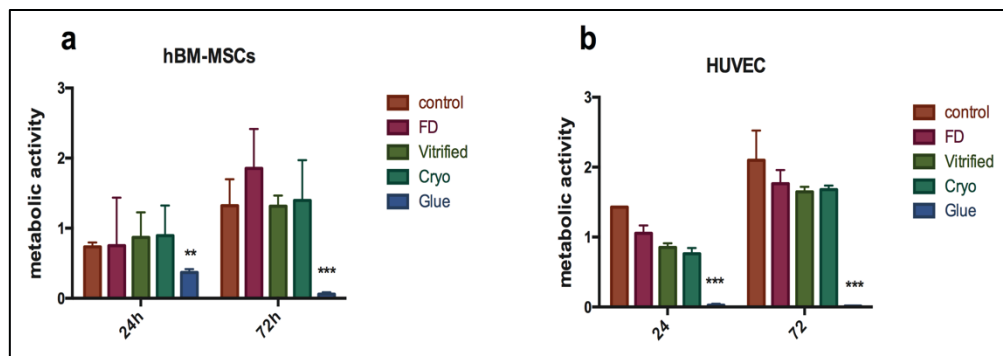 a
hBM-MSCs
metabolic activity
3
2
1
0
**
***
24h
72h
control
FD
Vitrified
Cryo
Glue
b
HUVEC
metabolic activity
3
2
1
0
***
***
24
72
control
FD
Vitrified
Cryo
Glue